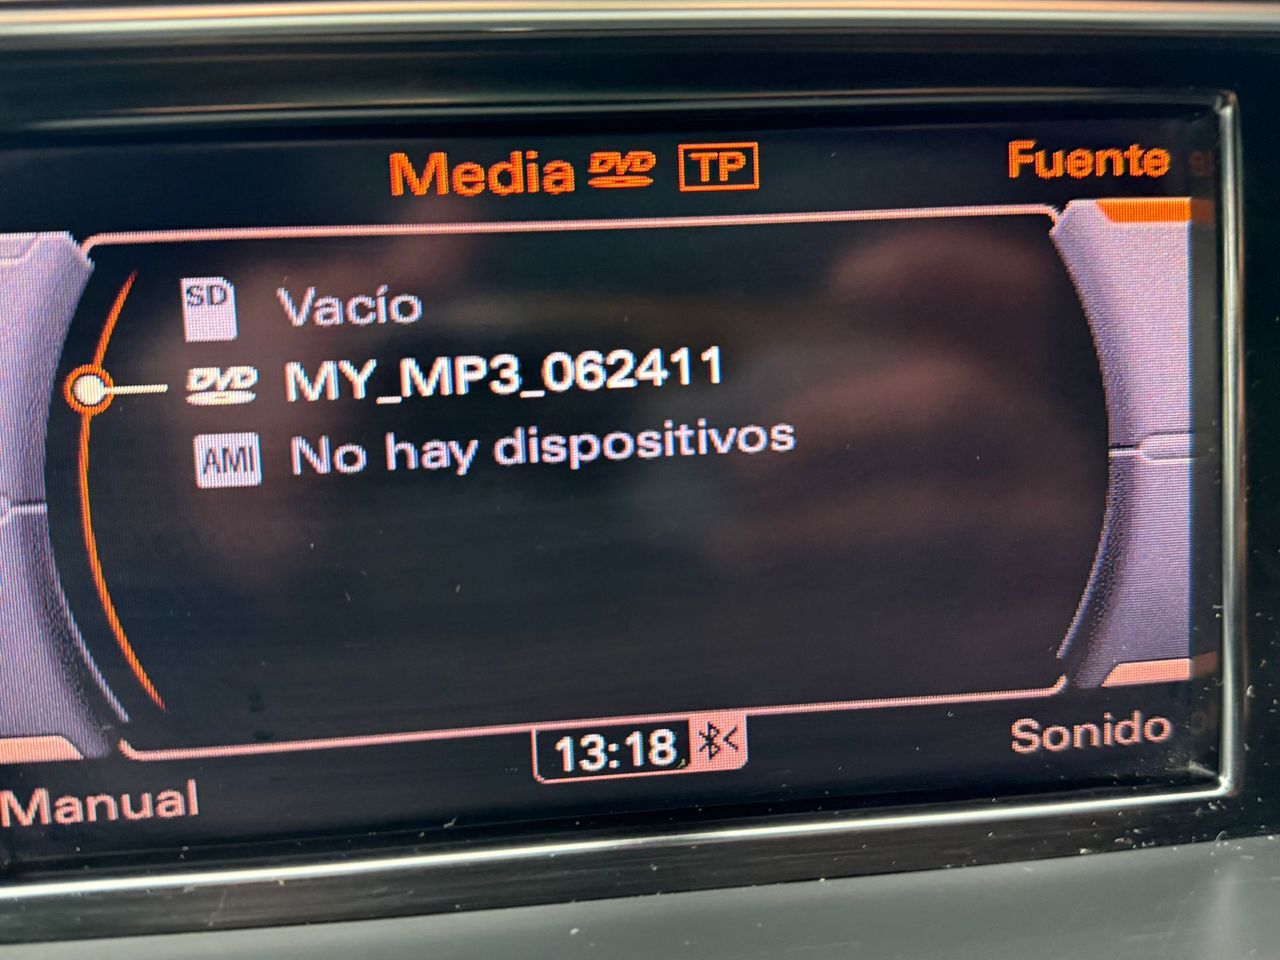 Media DVD TP
Fuente
SD Vacío
DVD MY_MP3_062411
AMI No hay dispositivos
13:18
Manual
Sonido